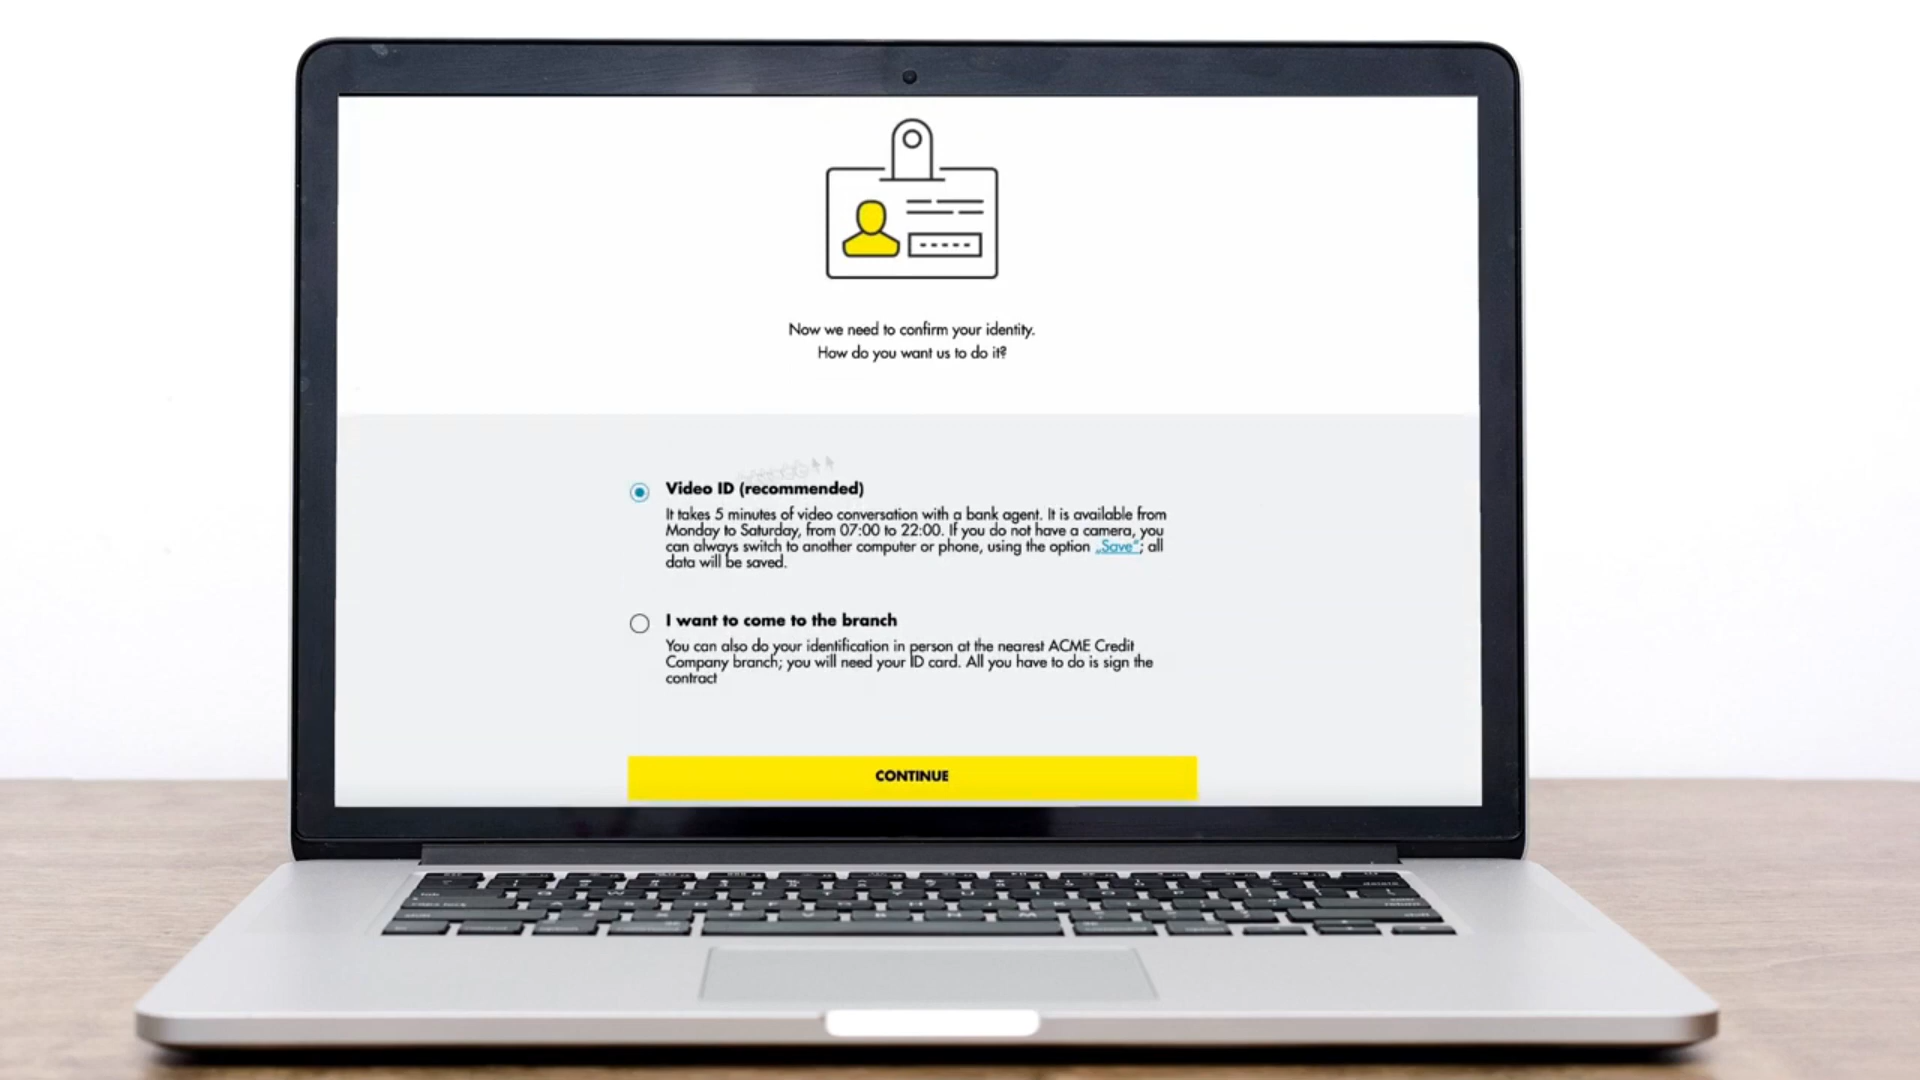 Now we need to confirm your identity.
How do you want us to do it?
Video ID (recommended)
It takes 5 minutes of video conversation with a bank agent. It is available from
Monday to Saturday, from 07:00 to 22:00. If you do not have a camera, you
can always switch to another computer or phone, using the option „Save“; all
data will be saved.
I want to come to the branch
You can also do your identification in person at the nearest ACME Credit
Company branch; you will need your ID card. All you have to do is sign the
contract
CONTINUE